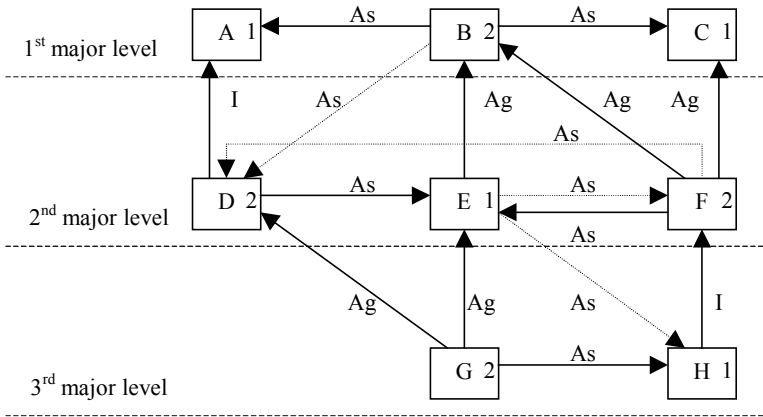 As As
A 1 B 2 C 1
1st major level
I As Ag Ag Ag
As
As As
D 2 E 1 F 2
2nd major level
As
Ag Ag As I
As
G 2 H 1
3rd major level